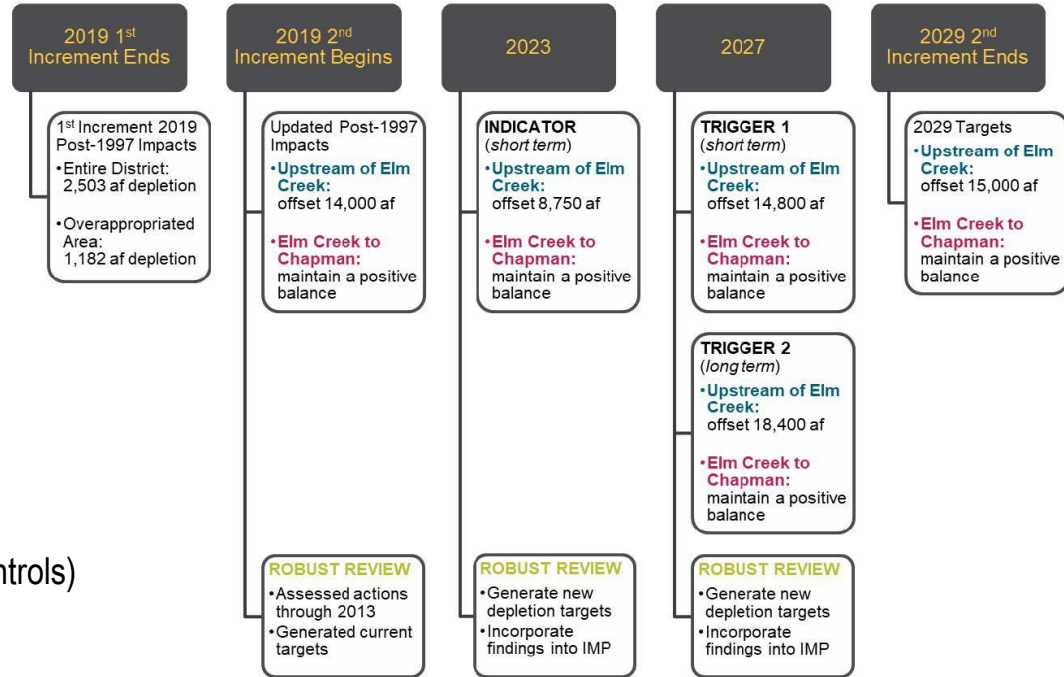 2019 1st
Increment Ends
1st Increment 2019
Post-1997 Impacts
•Entire District:
2,503 af depletion
•Overappropriated
Area:
1,182 af depletion
2019 2nd
Increment Begins
Updated Post-1997
Impacts
•Upstream of Elm
Creek:
offset 14,000 af
•Elm Creek to
Chapman:
maintain a positive
balance
ROBUST REVIEW
•Assessed actions
through 2013
•Generated current
targets
2023
INDICATOR
(short term)
•Upstream of Elm
Creek:
offset 8,750 af
•Elm Creek to
Chapman:
maintain a positive
balance
ROBUST REVIEW
•Generate new
depletion targets
•Incorporate
findings into IMP
2027
TRIGGER 1
(short term)
•Upstream of Elm
Creek:
offset 14,800 af
•Elm Creek to
Chapman:
maintain a positive
balance
TRIGGER 2
(long term)
•Upstream of Elm
Creek:
offset 18,400 af
•Elm Creek to
Chapman:
maintain a positive
balance
ROBUST REVIEW
•Generate new
depletion targets
•Incorporate
findings into IMP
2029 2nd
Increment Ends
2029 Targets
•Upstream of Elm
Creek:
offset 15,000 af
•Elm Creek to
Chapman:
maintain a positive
balance
ntrols)